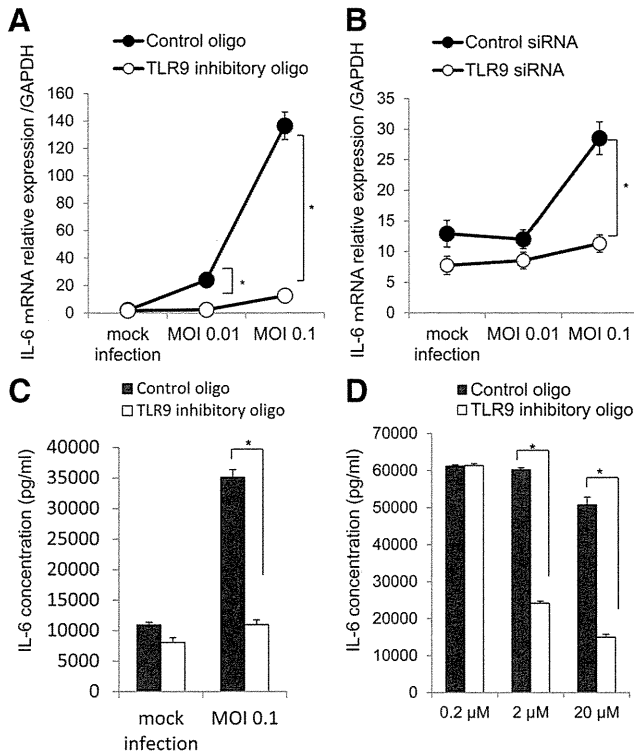 A
Control oligo
TLR9 inhibitory oligo
IL-6 mRNA relative expression /GAPDH
160
140
120
100
80
60
40
20
0
*
*
mock infection
MOI 0.01
MOI 0.1
B
Control siRNA
TLR9 siRNA
IL-6 mRNA relative expression /GAPDH
35
30
25
20
15
10
5
0
*
mock infection
MOI 0.01
MOI 0.1
C
Control oligo
TLR9 inhibitory oligo
IL-6 concentration (pg/ml)
40000
35000
30000
25000
20000
15000
10000
5000
0
*
mock infection
MOI 0.1
D
Control oligo
TLR9 inhibitory oligo
IL-6 concentration (pg/ml)
70000
60000
50000
40000
30000
20000
10000
0
*
*
0.2 µM
2 µM
20 µM